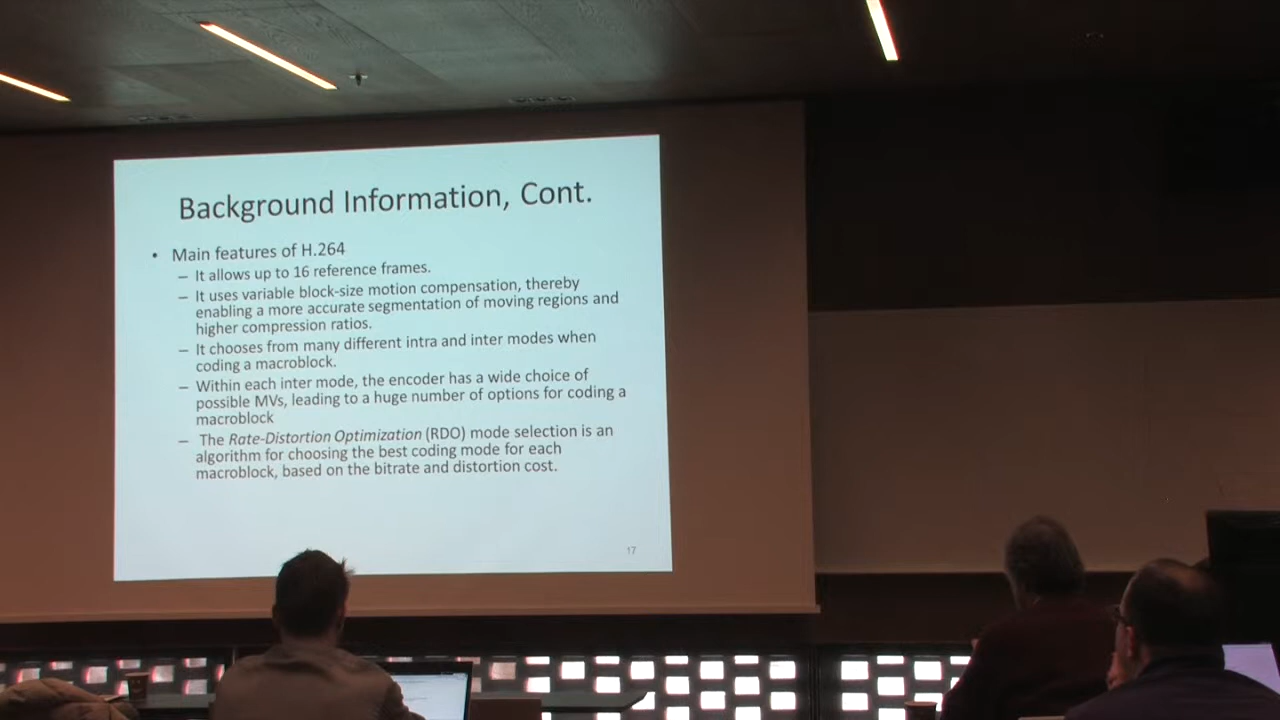 Background Information, Cont.
• Main features of H.264
– It allows up to 16 reference frames.
– It uses variable block-size motion compensation, thereby
enabling a more accurate segmentation of moving regions and
higher compression ratios.
– It chooses from many different intra and inter modes when
coding a macroblock.
– Within each inter mode, the encoder has a wide choice of
possible MVs, leading to a huge number of options for coding a
macroblock
– The Rate-Distortion Optimization (RDO) mode selection is an
algorithm for choosing the best coding mode for each
macroblock, based on the bitrate and distortion cost.
17